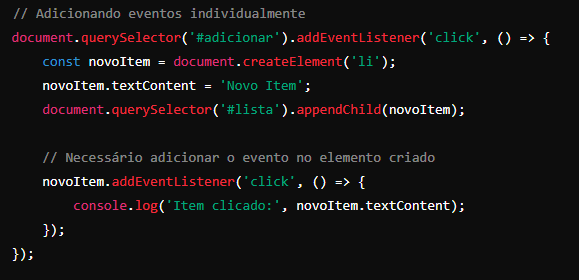 // Adicionando eventos individualmente
document.querySelector('#adicionar').addEventListener('click', () => {
    const novoItem = document.createElement('li');
    novoItem.textContent = 'Novo Item';
    document.querySelector('#lista').appendChild(novoItem);

    // Necessário adicionar o evento no elemento criado
    novoItem.addEventListener('click', () => {
        console.log('Item clicado:', novoItem.textContent);
    });
});